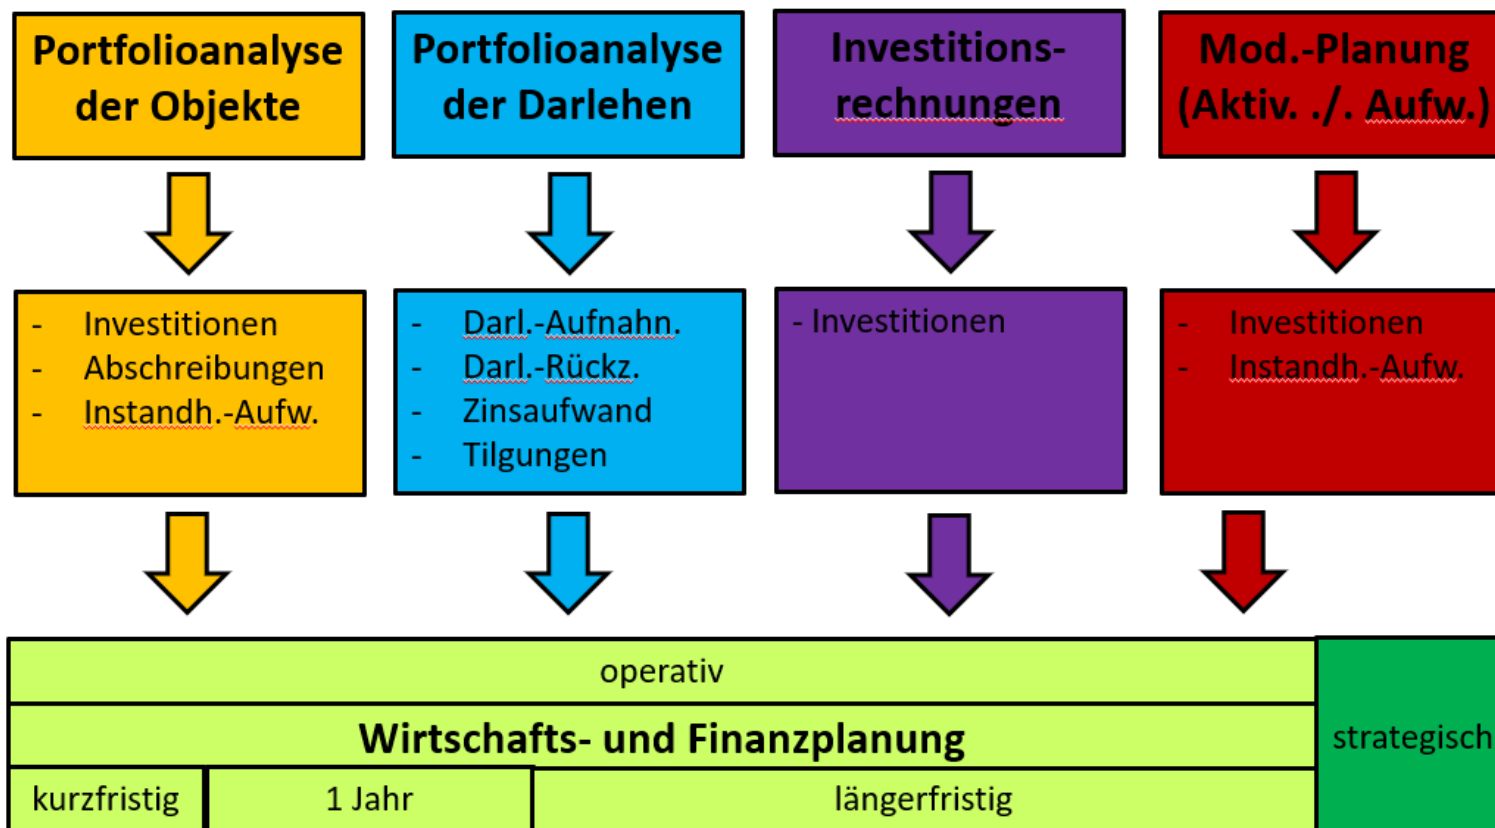 Portfolioanalyse
der Objekte
Portfolioanalyse
der Darlehen
Investitions-
rechnungen
Mod.-Planung
(Aktiv. ./. Aufw.)
- Investitionen
- Abschreibungen
- Instandh.-Aufw.
- Darl.-Aufnahn.
- Darl.-Rückz.
- Zinsaufwand
- Tilgungen
- Investitionen
- Investitionen
- Instandh.-Aufw.
operativ
Wirtschafts- und Finanzplanung
strategisch
kurzfristig
1 Jahr
längerfristig